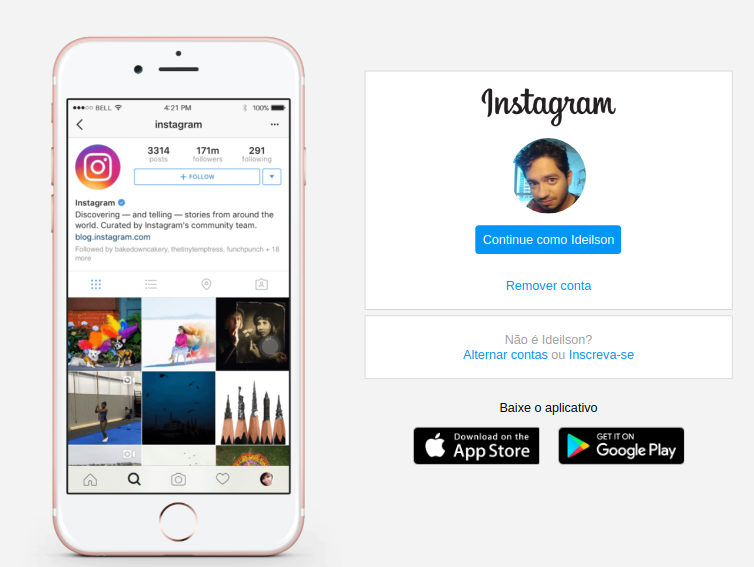 BELL
4:21 PM
100%
instagram
3314
posts
171m
followers
291
following
+ FOLLOW
Instagram
Discovering — and telling — stories from around the
world. Curated by Instagram's community team.
blog.instagram.com
Followed by bakedowncakery, thetinytemptress, funchpunch + 18
more
Instagram
Continue como Ideilson
Remover conta
Não é Ideilson?
Alternar contas ou Inscreva-se
Baixe o aplicativo
Download on the
App Store
GET IT ON
Google Play